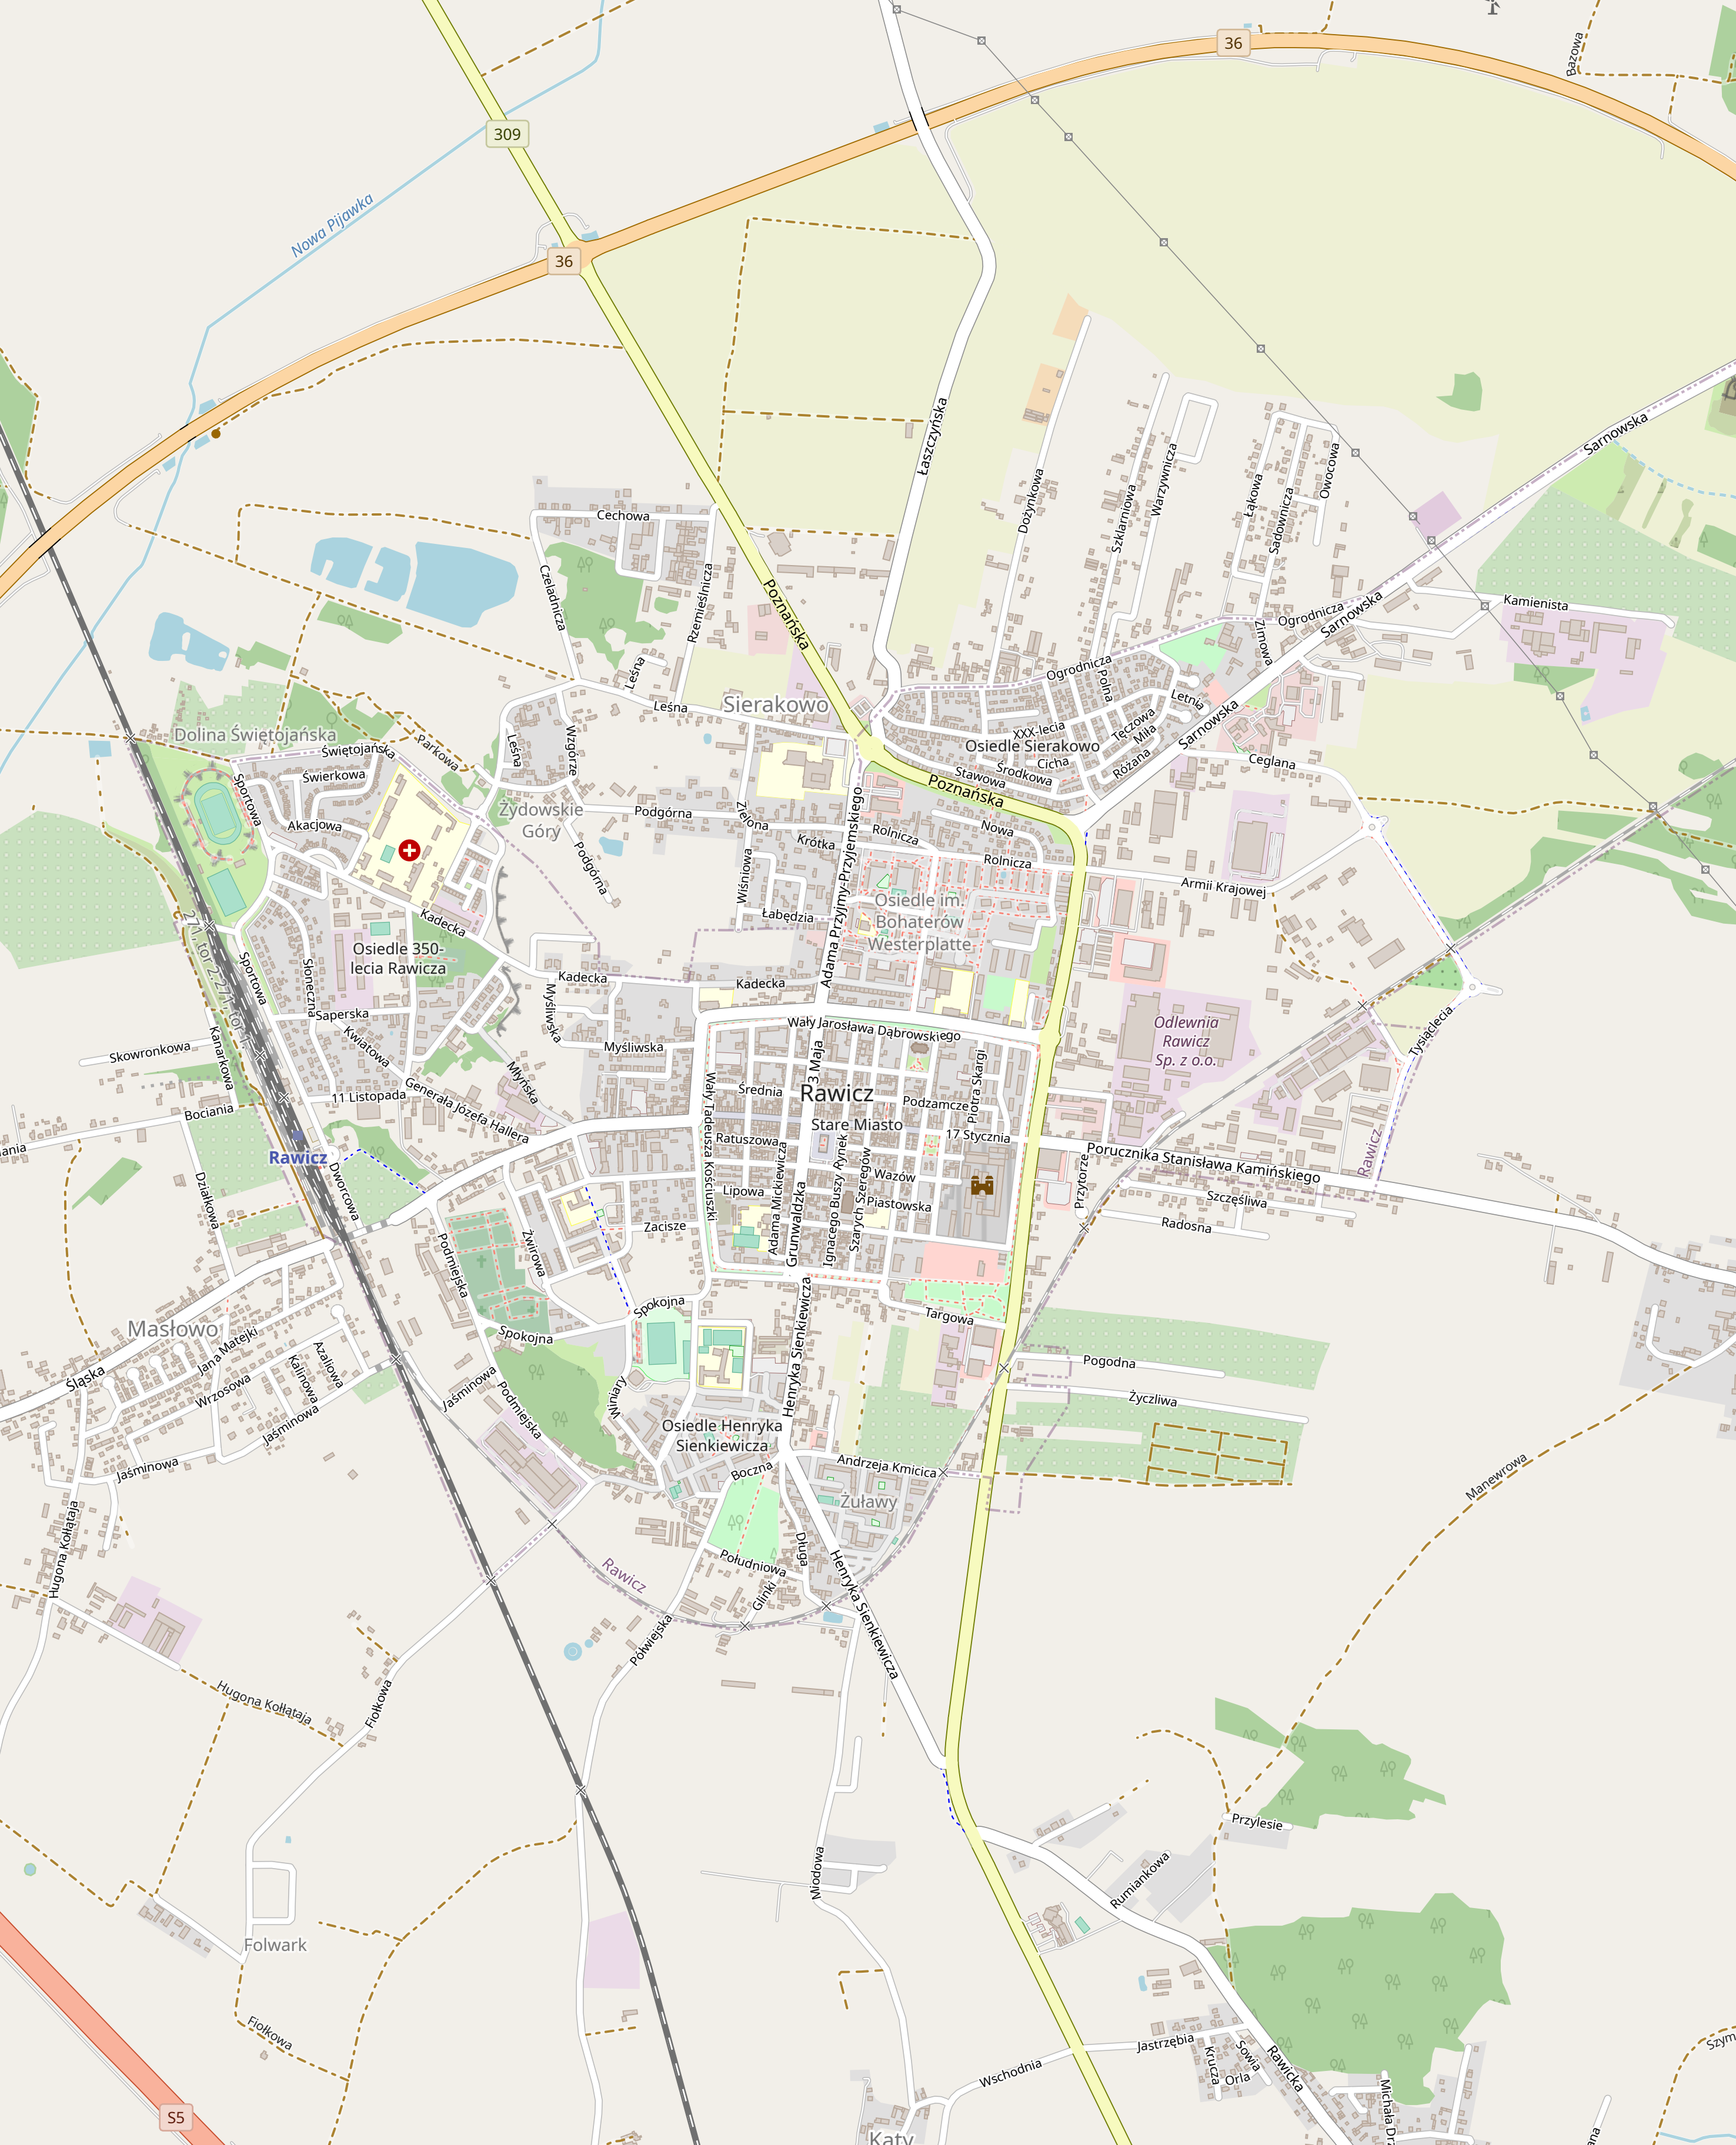 36
Bazowa
309
Nowa Pijawka
36
Łaszczyńska
Sarnowska
Dożynkowa
Szklarniowa
Warzywnicza
Łąkowa
Sadownicza
Owocowa
Cechowa
Czeladnicza
Rzemieślnicza
Poznańska
Kamienista
Ogrodnicza
Sarnowska
Zimowa
Leśna
Leśna
Sierakowo
Ogrodnicza
Polna
Letnia
Tęczowa
Miła
Różana
Sarnowska
XXX-lecia
Osiedle Sierakowo
Cicha
Środkowa
Stawowa
Poznańska
Ceglana
Dolina Świętojańska
Świętojańska
Parkowa
Leśna
Wzgórze
Świerkowa
Sportowa
Akacjowa
Żydowskie
Góry
Podgórna
Podgórna
Zielona
Krótka
Rolnicza
Nowa
Rolnicza
Wiśniowa
Łabędzia
Adama Przyjmy-Przyjemskiego
Armii Krajowej
Osiedle im.
Bohaterów
Westerplatte
Kadecka
Osiedle 350-
lecia Rawicza
271, tor 2;271, tor 1
Sportowa
Słoneczna
Saperska
Kwiatowa
Kadecka
Kadecka
Myśliwska
Myśliwska
Wały Jarosława Dąbrowskiego
Odlewnia
Rawicz
Sp. z o.o.
Tysiąclecia
Skowronkowa
Kanarkowa
Bociania
11 Listopada
Generała Józefa Hallera
Młyńska
Wały Tadeusza Kościuszki
3 Maja
Średnia
Rawicz
Stare Miasto
Podzamcze
Piotra Skargi
17 Stycznia
Ratuszowa
Rawicz
Dworcowa
Działkowa
Lipowa
Adama Mickiewicza
Grunwaldzka
Ignacego Buszy
Rynek
Szarych Szeregów
Wazów
Piastowska
Porucznika Stanisława Kamińskiego
Przytorze
Szczęśliwa
Radosna
Rawicz
Zacisze
Żwirowa
Podmiejska
Spokojna
Spokojna
Targowa
Masłowo
Śląska
Jana Matejki
Wrzosowa
Kalinowa
Azaliowa
Jaśminowa
Jaśminowa
Jaśminowa
Podmiejska
Winiary
Henryka Sienkiewicza
Pogodna
Życzliwa
Osiedle Henryka
Sienkiewicza
Boczna
Andrzeja Kmicica
Żuławy
Manewrowa
Hugona Kołłątaja
Rawicz
Południowa
Długa
Glinki
Henryka Sienkiewicza
Półwiejska
Hugona Kołłątaja
Fiołkowa
Przylesie
Rumiankowa
Miodowa
Folwark
Fiołkowa
Jastrzębia
Wschodnia
Krucza
Sowia
Orla
Rawicka
S5